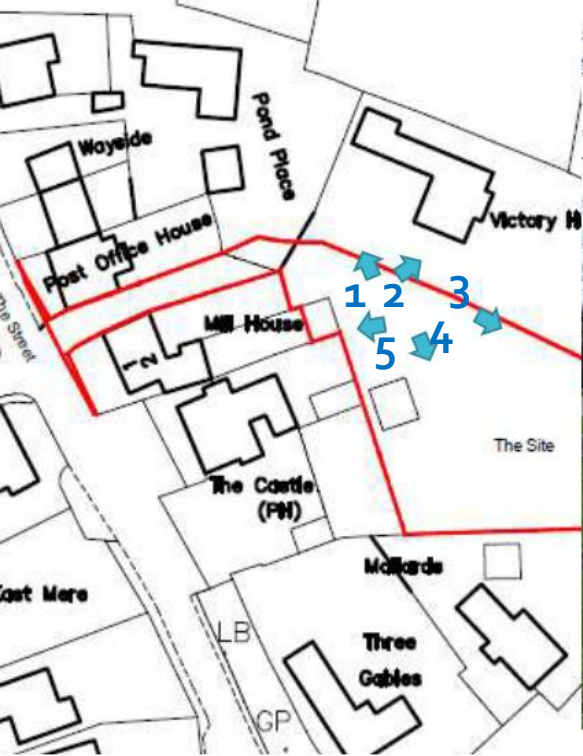 Wayside
Pond Place
Victory H
Post Office House
The Street
1 2 3
Mill House
4
5
1
2
The Site
The Castle
(PH)
Mallards
East Mere
LB
Three
Gables
GP